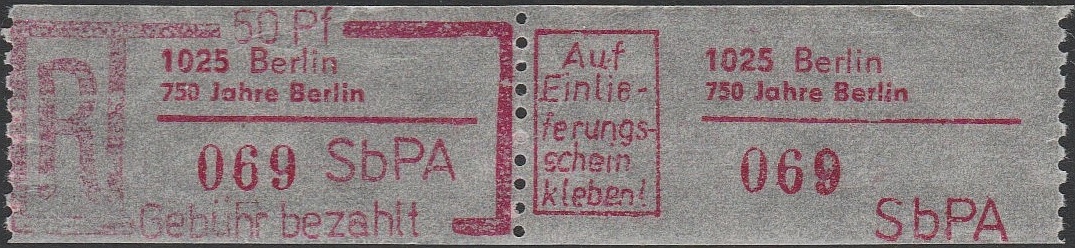 50 Pf
R
1025 Berlin
750 Jahre Berlin
069 SbPA
Gebühr bezahlt
Auf
Einlie-
ferungs-
schein
kleben!
1025 Berlin
750 Jahre Berlin
069
SbPA